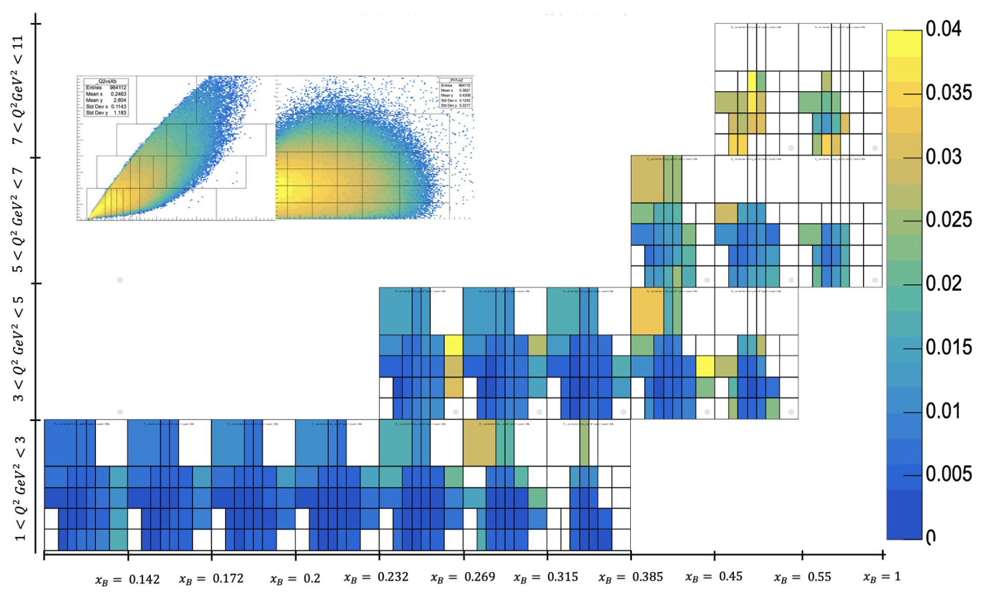 7 < Q² GeV² < 11
5 < Q² GeV² < 7
3 < Q² GeV² < 5
1 < Q² GeV² < 3
_Q2vsXb
Entries 964112
Mean x 0.2463
Mean y 2.804
Std Dev x 0.1143
Std Dev y 1.183
_PhTvsZ
Entries 964112
Mean x 0.3621
Mean y 0.4308
Std Dev x 0.1242
Std Dev y 0.2217
0.04
0.035
0.03
0.025
0.02
0.015
0.01
0.005
0
x_B = 0.142
x_B = 0.172
x_B = 0.2
x_B = 0.232
x_B = 0.269
x_B = 0.315
x_B = 0.385
x_B = 0.45
x_B = 0.55
x_B = 1